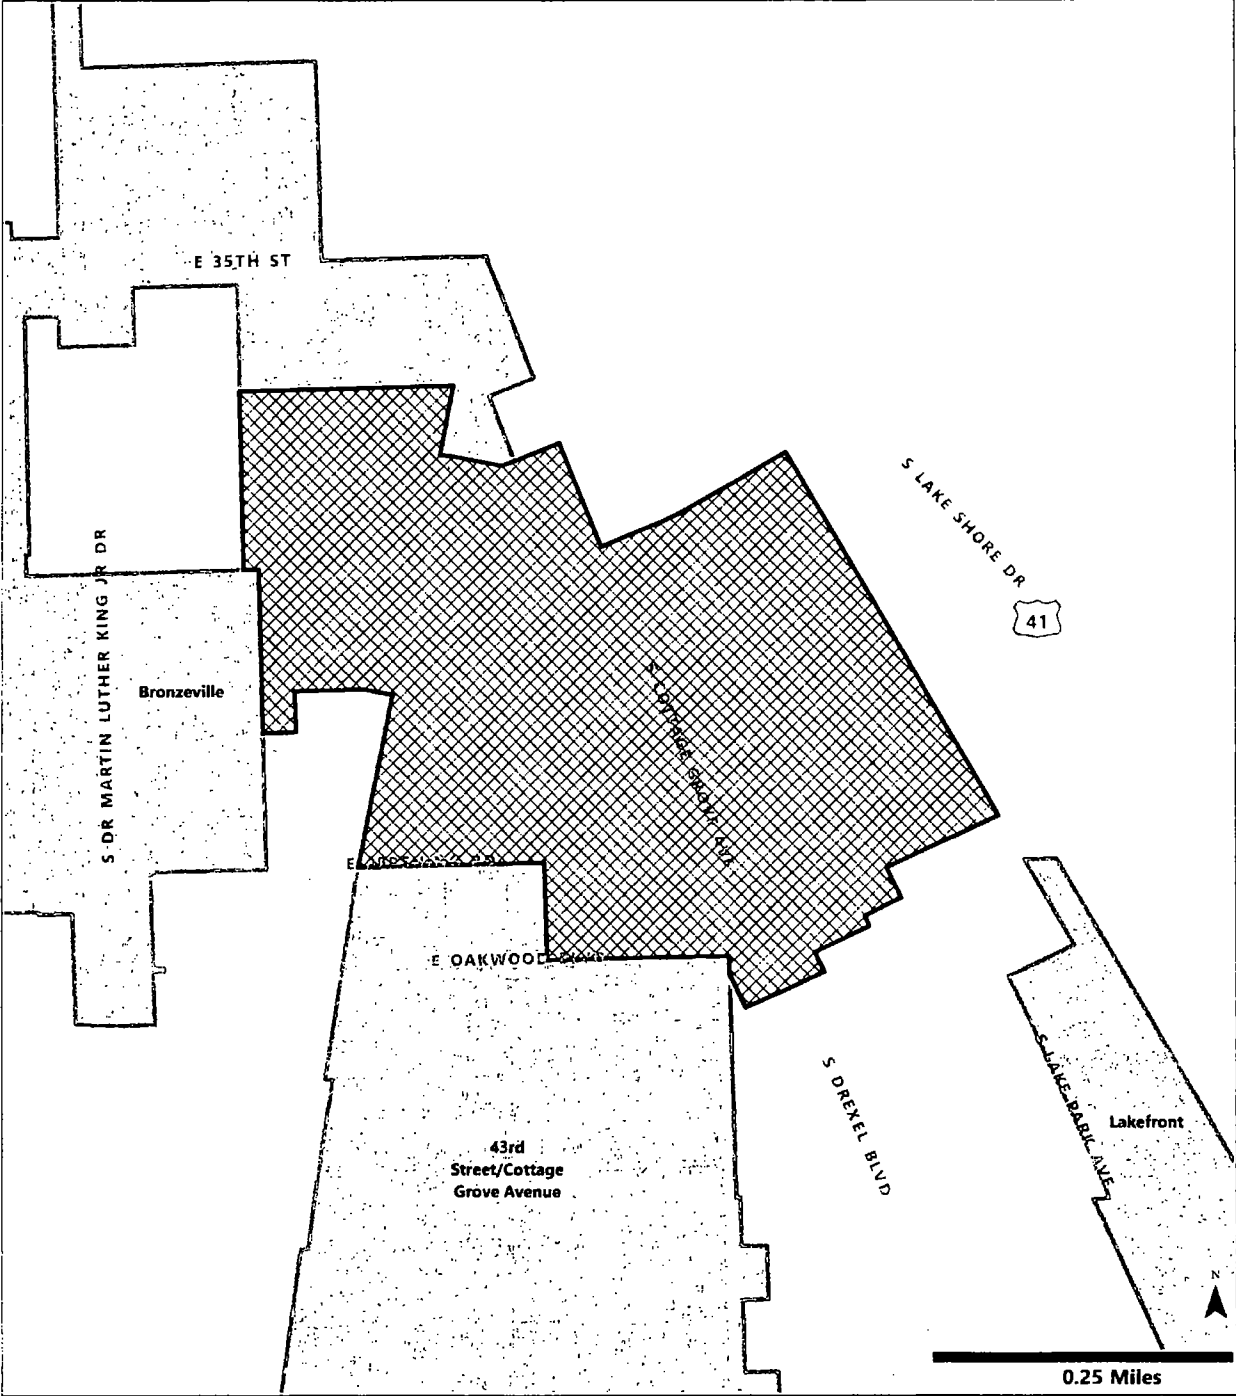 E 35TH ST
S LAKE SHORE DR
41
S DR MARTIN LUTHER KING JR DR
Bronzeville
S COTTAGE GROVE AVE
E OAKWOOD
S DREXEL BLVD
S LAKE PARK AVE
Lakefront
43rd
Street/Cottage
Grove Avenue
N
0.25 Miles